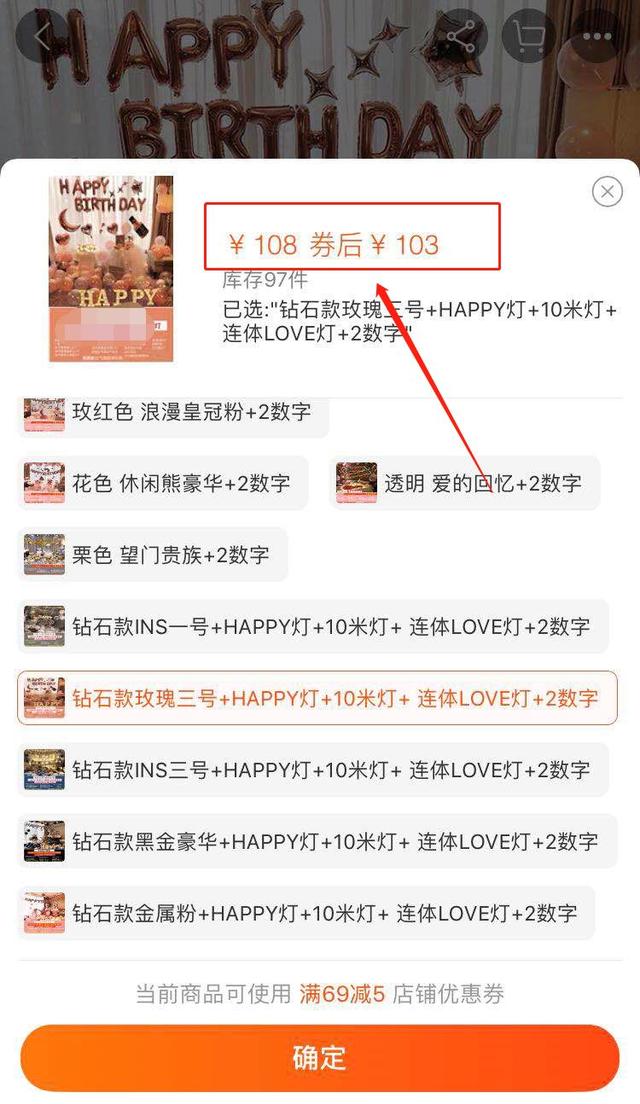 HAPPY
BIRTHDAY
HAPPY
BIRTH DAY
HAPPY
¥ 108 券后 ¥ 103
库存97件
已选:"钻石款玫瑰三号+HAPPY灯+10米灯+
连体LOVE灯+2数字"
玫红色 浪漫皇冠粉+2数字
花色 休闲熊豪华+2数字
透明 爱的回忆+2数字
栗色 望门贵族+2数字
钻石款INS一号+HAPPY灯+10米灯+ 连体LOVE灯+2数字
钻石款玫瑰三号+HAPPY灯+10米灯+ 连体LOVE灯+2数字
钻石款INS三号+HAPPY灯+10米灯+ 连体LOVE灯+2数字
钻石款黑金豪华+HAPPY灯+10米灯+ 连体LOVE灯+2数字
钻石款金属粉+HAPPY灯+10米灯+ 连体LOVE灯+2数字
当前商品可使用 满69减5 店铺优惠券
确定